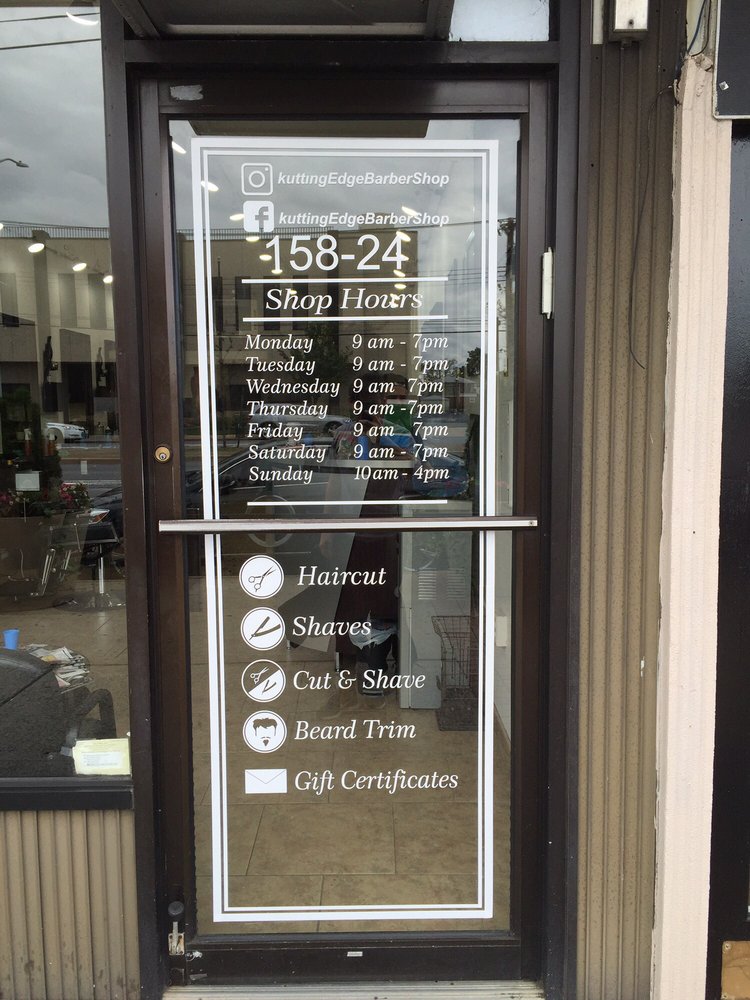 kuttingEdgeBarberShop
kuttingEdgeBarberShop
158-24
Shop Hours
Monday 9 am - 7pm
Tuesday 9 am - 7pm
Wednesday 9 am 7pm
Thursday 9 am - 7pm
Friday 9 am 7pm
Saturday 9 am - 7pm
Sunday 10am - 4pm
Haircut
Shaves
Cut & Shave
Beard Trim
Gift Certificates